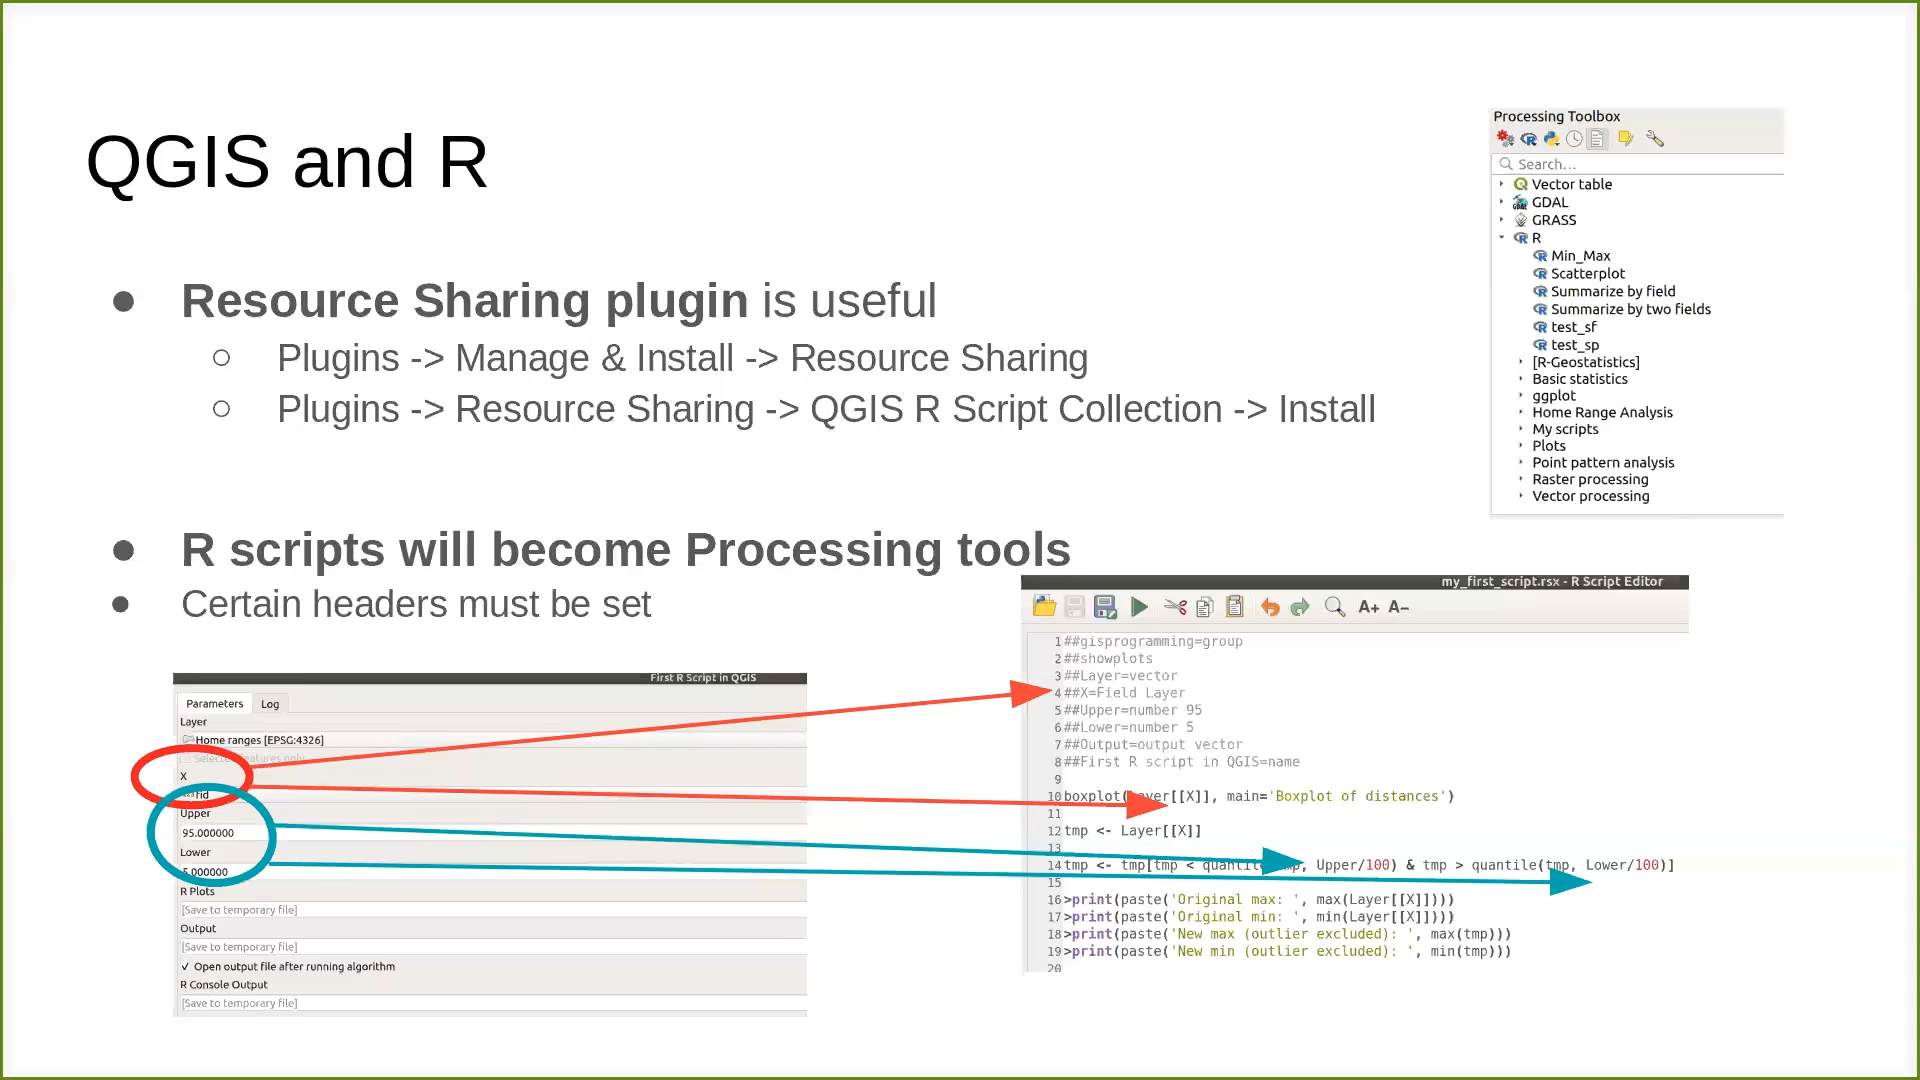 QGIS and R
● Resource Sharing plugin is useful
○ Plugins -> Manage & Install -> Resource Sharing
○ Plugins -> Resource Sharing -> QGIS R Script Collection -> Install
● R scripts will become Processing tools
● Certain headers must be set
Processing Toolbox
Search...
Vector table
GDAL
GRASS
R
Min_Max
Scatterplot
Summarize by field
Summarize by two fields
test_sf
test_sp
[R-Geostatistics]
Basic statistics
ggplot
Home Range Analysis
My scripts
Plots
Point pattern analysis
Raster processing
Vector processing
First R Script in QGIS
Parameters Log
Layer
Home ranges [EPSG:4326]
X
fid
Upper
95.000000
Lower
5.000000
R Plots
[Save to temporary file]
Output
[Save to temporary file]
✓ Open output file after running algorithm
R Console Output
[Save to temporary file]
my_first_script.rsx - R Script Editor
A+ A−
1 ##gisprogramming=group
2 ##showplots
3 ##Layer=vector
4 ##X=Field Layer
5 ##Upper=number 95
6 ##Lower=number 5
7 ##Output=output vector
8 ##First R script in QGIS=name
9
10 boxplot(Layer[[X]], main='Boxplot of distances')
11
12 tmp <- Layer[[X]]
13
14 tmp <- tmp[tmp < quantile(tmp, Upper/100) & tmp > quantile(tmp, Lower/100)]
15
16 >print(paste('Original max: ', max(Layer[[X]])))
17 >print(paste('Original min: ', min(Layer[[X]])))
18 >print(paste('New max (outlier excluded): ', max(tmp)))
19 >print(paste('New min (outlier excluded): ', min(tmp)))
20